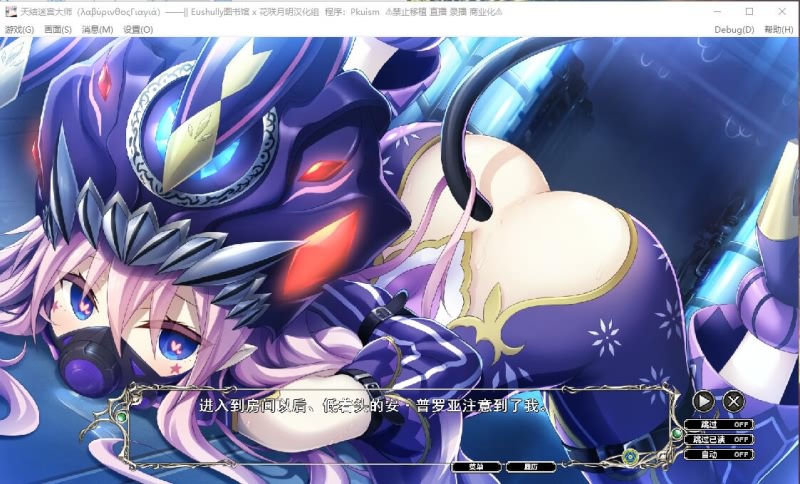 天结迷宫大师 (λαβύρινθοςΓιαγιά) ——‖ Eushully图书馆 x 花咲月明汉化组 程序：Pkuism ⚠禁止移植 直播 录播 商业化⚠
游戏(G) 画面(S) 消息(M) 设置(O) Debug(D) 帮助(H)
进入到房间以后、低着头的安·普罗亚注意到了我。
跳过 OFF
跳过已读 OFF
自动 OFF
菜单 履历